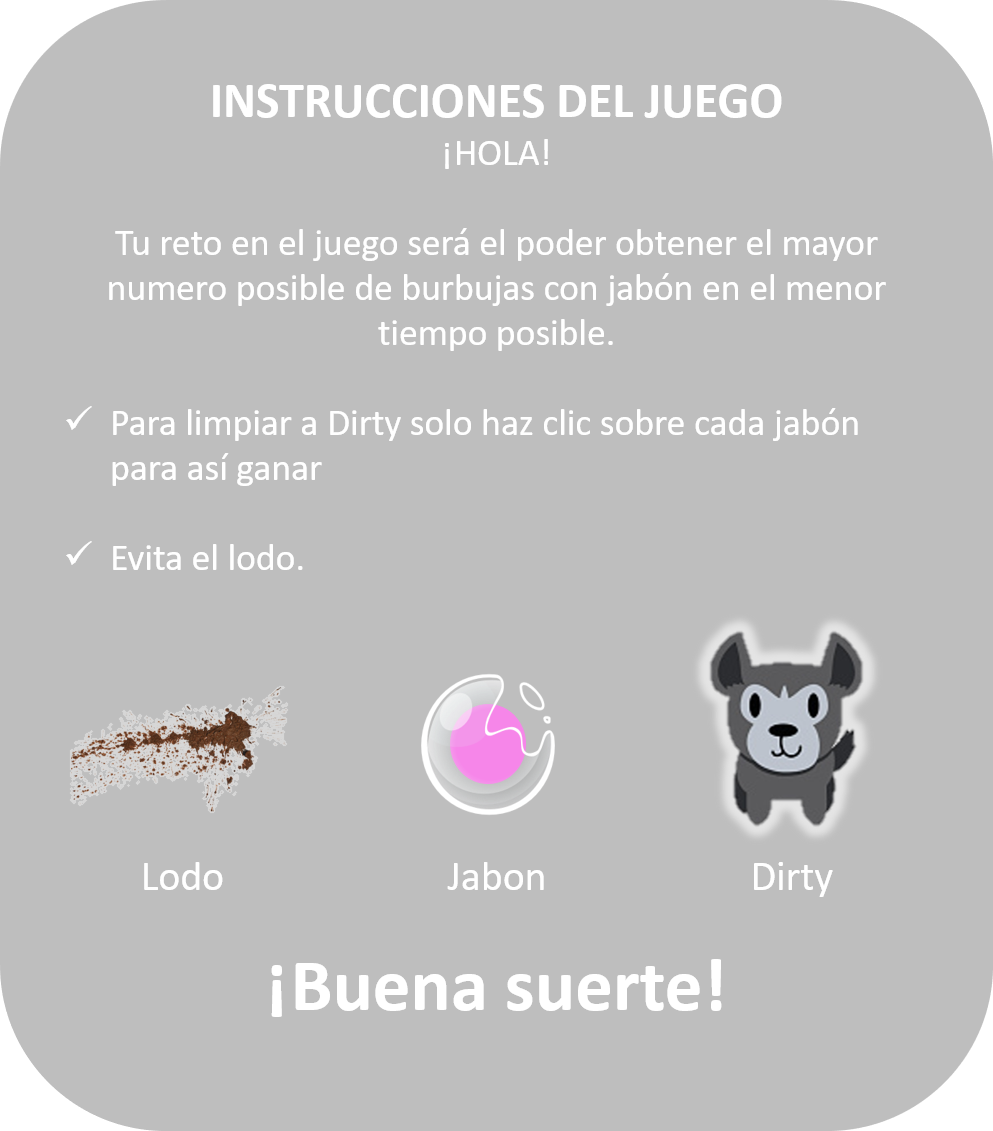 INSTRUCCIONES DEL JUEGO
¡HOLA!
Tu reto en el juego será el poder obtener el mayor
numero posible de burbujas con jabón en el menor
tiempo posible.
✓ Para limpiar a Dirty solo haz clic sobre cada jabón
para así ganar
✓ Evita el lodo.
Lodo Jabon Dirty
¡Buena suerte!